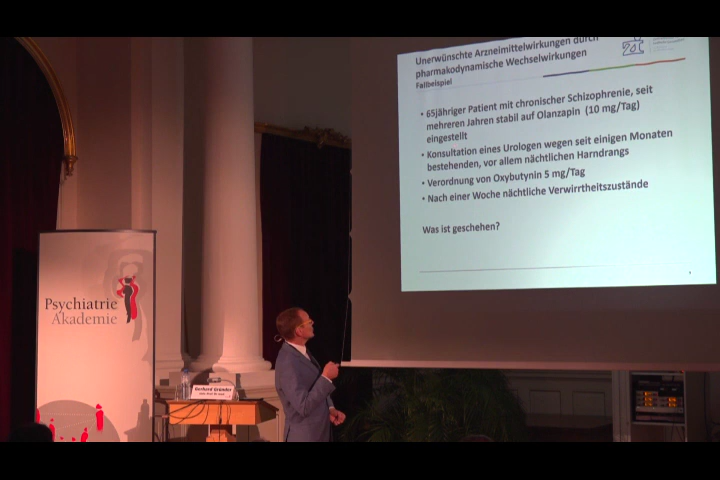 Unerwünschte Arzneimittelwirkungen durch
pharmakodynamische Wechselwirkungen
Fallbeispiel
• 65jähriger Patient mit chronischer Schizophrenie, seit
mehreren Jahren stabil auf Olanzapin (10 mg/Tag)
eingestellt
• Konsultation eines Urologen wegen seit einigen Monaten
bestehenden, vor allem nächtlichen Harndrangs
• Verordnung von Oxybutynin 5 mg/Tag
• Nach einer Woche nächtliche Verwirrtheitszustände
Was ist geschehen?
Psychiatrie
Akademie
Gerhard Gründer